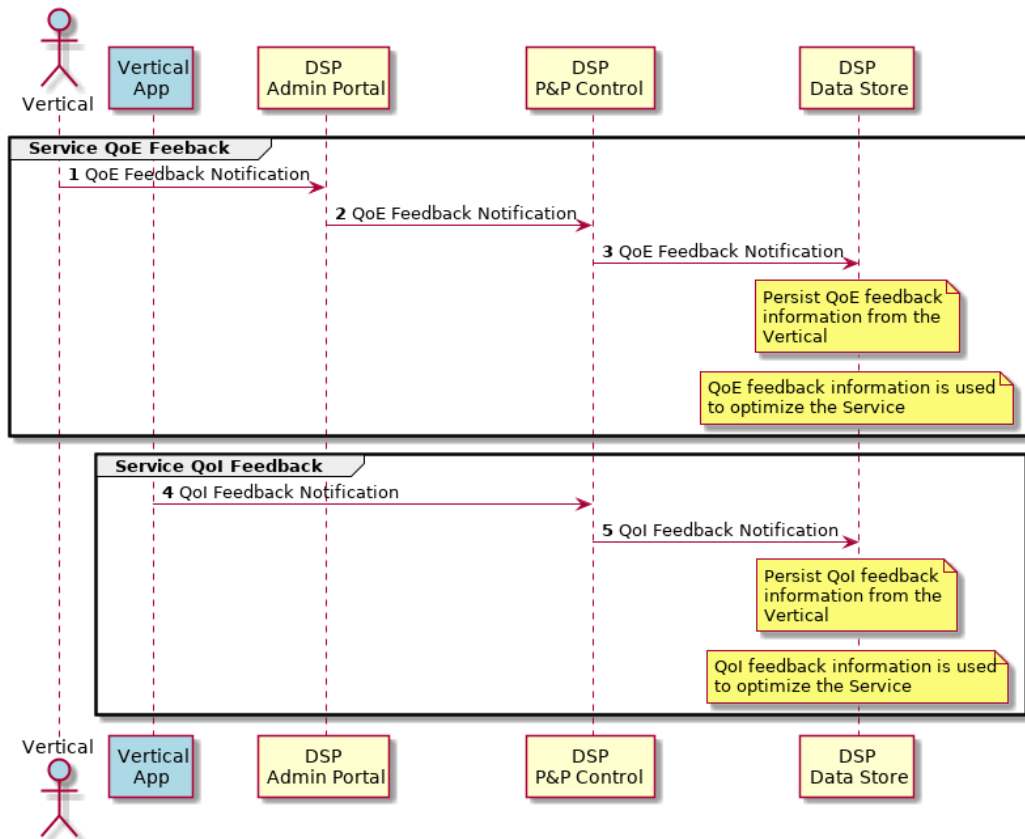 Vertical
Vertical
App
DSP
Admin Portal
DSP
P&P Control
DSP
Data Store
Service QoE Feeback
1 QoE Feedback Notification
2 QoE Feedback Notification
3 QoE Feedback Notification
Persist QoE feedback
information from the
Vertical
QoE feedback information is used
to optimize the Service
Service QoI Feedback
4 QoI Feedback Notification
5 QoI Feedback Notification
Persist QoI feedback
information from the
Vertical
QoI feedback information is used
to optimize the Service
Vertical
Vertical
App
DSP
Admin Portal
DSP
P&P Control
DSP
Data Store